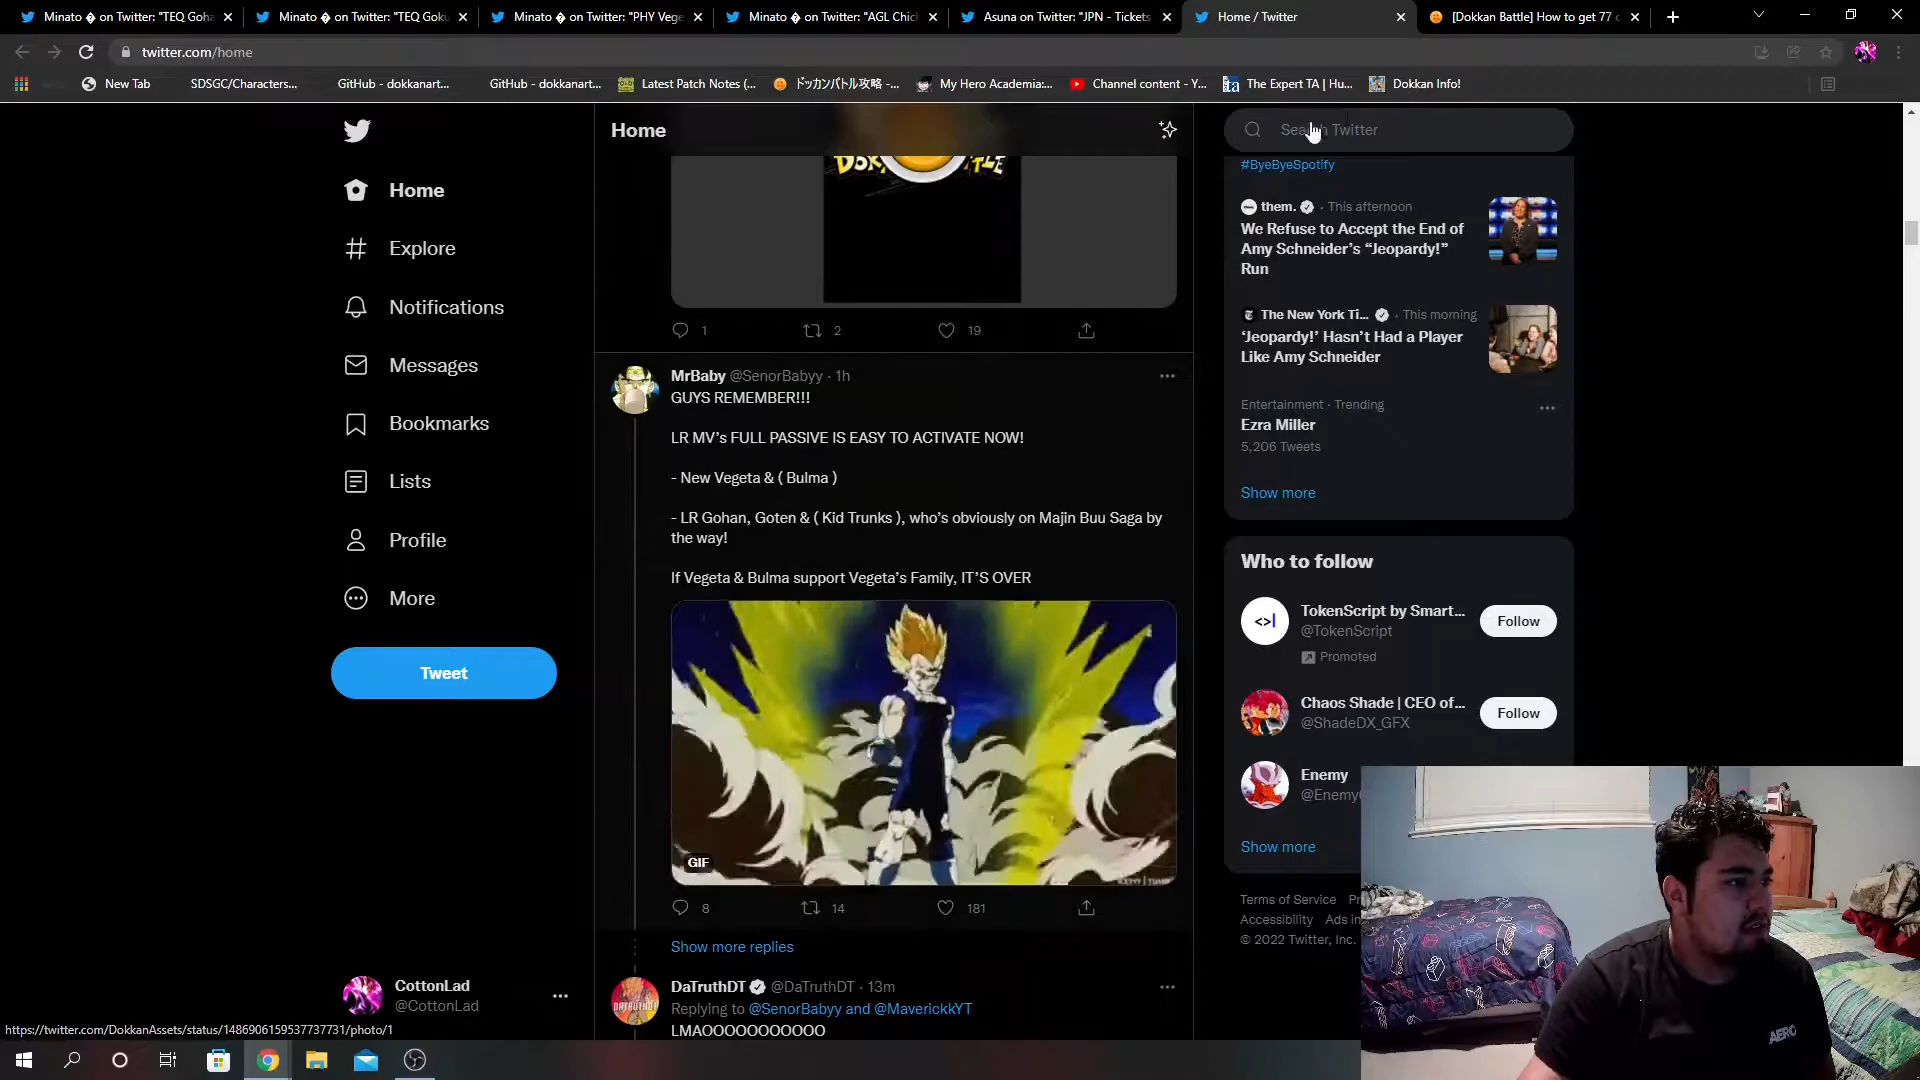 Minato � on Twitter: "TEQ Goha
Minato � on Twitter: "TEQ Goku
Minato � on Twitter: "PHY Vege
Minato � on Twitter: "AGL Chic
Asuna on Twitter: "JPN - Tickets
Home / Twitter
[Dokkan Battle] How to get 77
twitter.com/home
New Tab
SDSGC/Characters...
GitHub - dokkanart...
GitHub - dokkanart...
Latest Patch Notes (...
ドッカンバトル攻略 -...
My Hero Academia:...
Channel content - Y...
The Expert TA | Hu...
Dokkan Info!
Home
Explore
Notifications
Messages
Bookmarks
Lists
Profile
More
Tweet
CottonLad
@CottonLad
Home
1
2
19
MrBaby @SenorBabyy · 1h
GUYS REMEMBER!!!
LR MV's FULL PASSIVE IS EASY TO ACTIVATE NOW!
- New Vegeta & ( Bulma )
- LR Gohan, Goten & ( Kid Trunks ), who's obviously on Majin Buu Saga by
the way!
If Vegeta & Bulma support Vegeta's Family, IT'S OVER
GIF
8
14
181
Show more replies
DaTruthDT @DaTruthDT · 13m
Replying to @SenorBabyy and @MaverickkYT
LMAOOOOOOOOOOO
Search Twitter
#ByeByeSpotify
them. · This afternoon
We Refuse to Accept the End of
Amy Schneider's "Jeopardy!"
Run
The New York Ti... · This morning
'Jeopardy!' Hasn't Had a Player
Like Amy Schneider
Entertainment · Trending
Ezra Miller
5,206 Tweets
Show more
Who to follow
TokenScript by Smart...
@TokenScript
Promoted
Follow
Chaos Shade | CEO of...
@ShadeDX_GFX
Follow
Enemy
@Enemy
Show more
Terms of Service
Accessibility Ads in
© 2022 Twitter, Inc.
AERO
https://twitter.com/DokkanAssets/status/1486906159537737731/photo/1